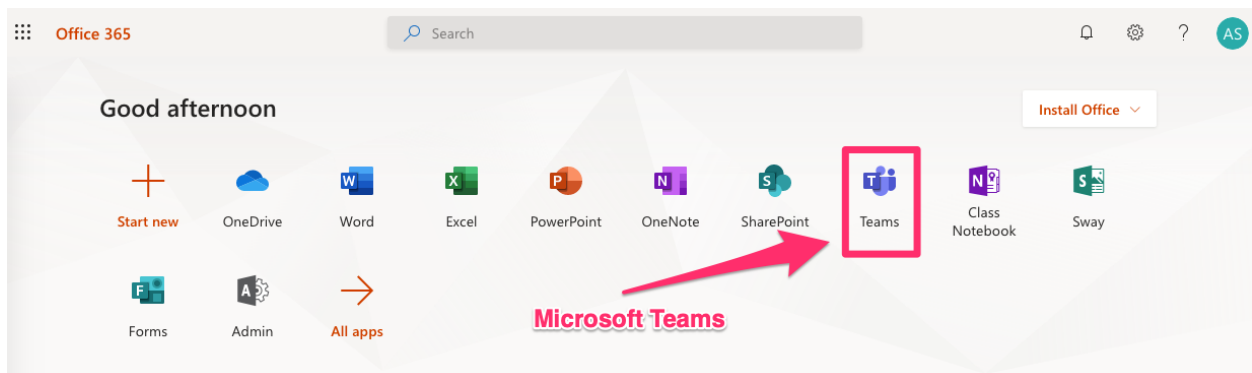 Office 365
Search
?
AS
Good afternoon
Install Office
Start new
OneDrive
W
Word
X
Excel
P
PowerPoint
N
OneNote
S
SharePoint
T
Teams
N
Class
Notebook
S
Sway
F
Forms
A
Admin
All apps
Microsoft Teams